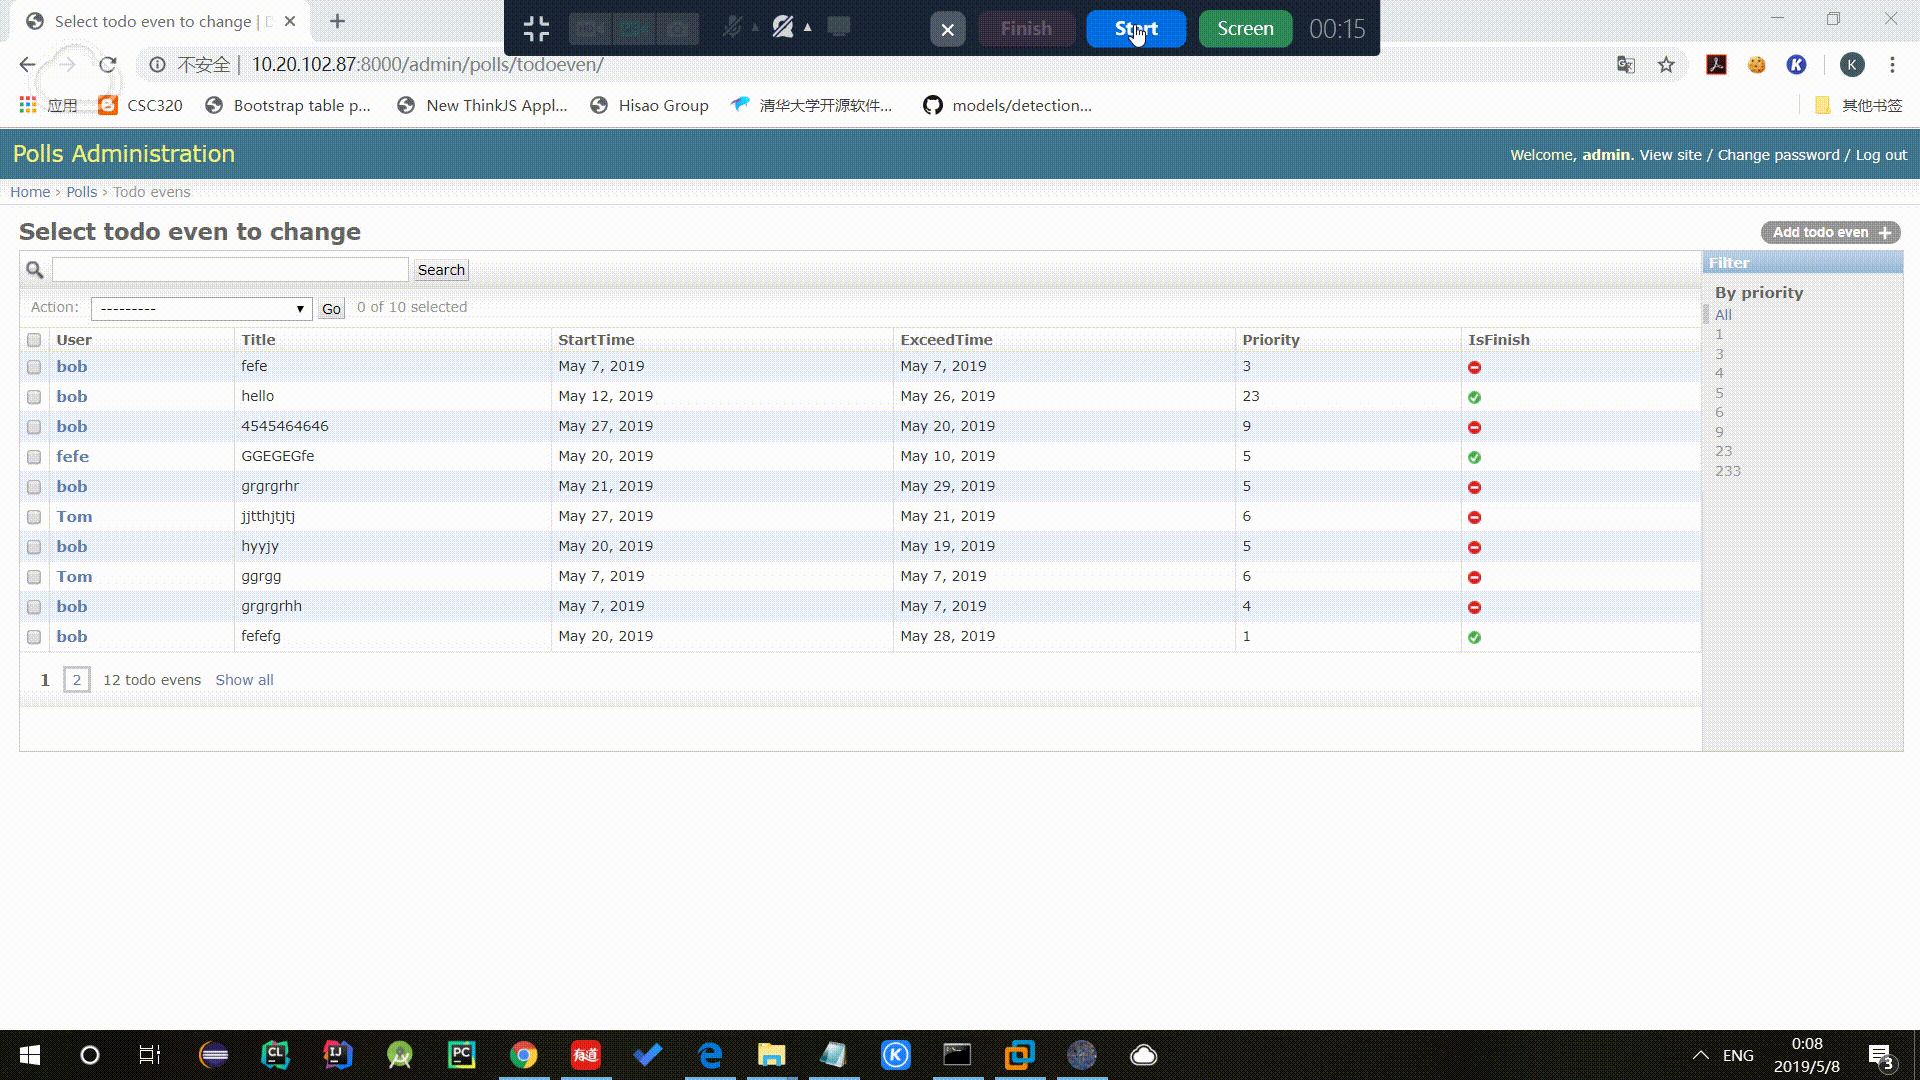 Select todo even to change | D
Finish Start Screen 00:15
不安全 | 10.20.102.87:8000/admin/polls/todoeven/
K K
应用 CSC320 Bootstrap table p... New ThinkJS Appl... Hisao Group 清华大学开源软件... models/detection... 其他书签
Polls Administration
Welcome, admin. View site / Change password / Log out
Home › Polls › Todo evens
Select todo even to change
Add todo even +
Search
Filter
Action: --------- Go 0 of 10 selected
By priority
All
1
3
4
5
6
9
23
233
User Title StartTime ExceedTime Priority IsFinish
bob fefe May 7, 2019 May 7, 2019 3
bob hello May 12, 2019 May 26, 2019 23
bob 4545464646 May 27, 2019 May 20, 2019 9
fefe GGEGEGfe May 20, 2019 May 10, 2019 5
bob grgrgrhr May 21, 2019 May 29, 2019 5
Tom jjtthjtjtj May 27, 2019 May 21, 2019 6
bob hyyjy May 20, 2019 May 19, 2019 5
Tom ggrgg May 7, 2019 May 7, 2019 6
bob grgrgrhh May 7, 2019 May 7, 2019 4
bob fefefg May 20, 2019 May 28, 2019 1
1 2 12 todo evens Show all
CL IJ PC 有道 K
ENG
0:08
2019/5/8
3